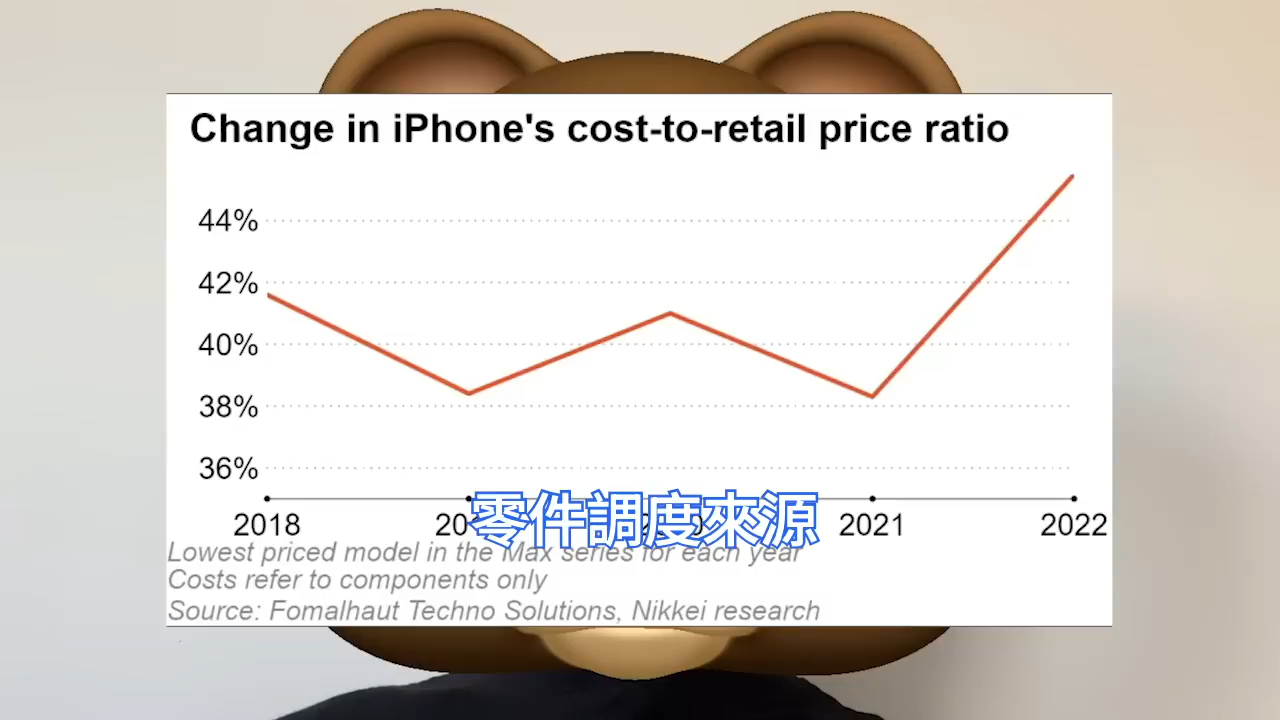 Change in iPhone's cost-to-retail price ratio
44%
42%
40%
38%
36%
2018 2021 2022
零件調度來源
Lowest priced model in the Max series for each year
Costs refer to components only
Source: Fomalhaut Techno Solutions, Nikkei research